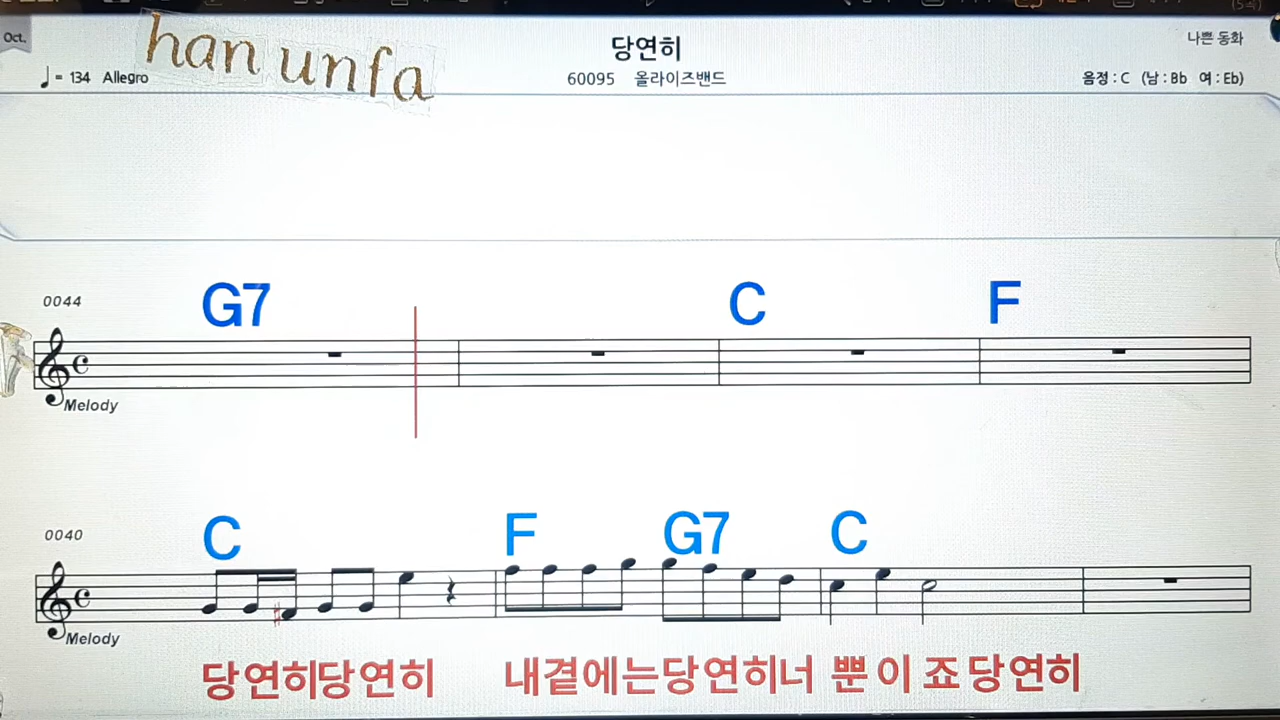 Oct.
han unfa
당연히
나쁜 동화
♩ = 134 Allegro
60095 올라이즈밴드
음정 : C (남 : Bb 여 : Eb)
0044
G7 C F
Melody
0040
C F G7 C
Melody
당연히당연히 내곁에는당연히너 뿐 이 죠 당연히